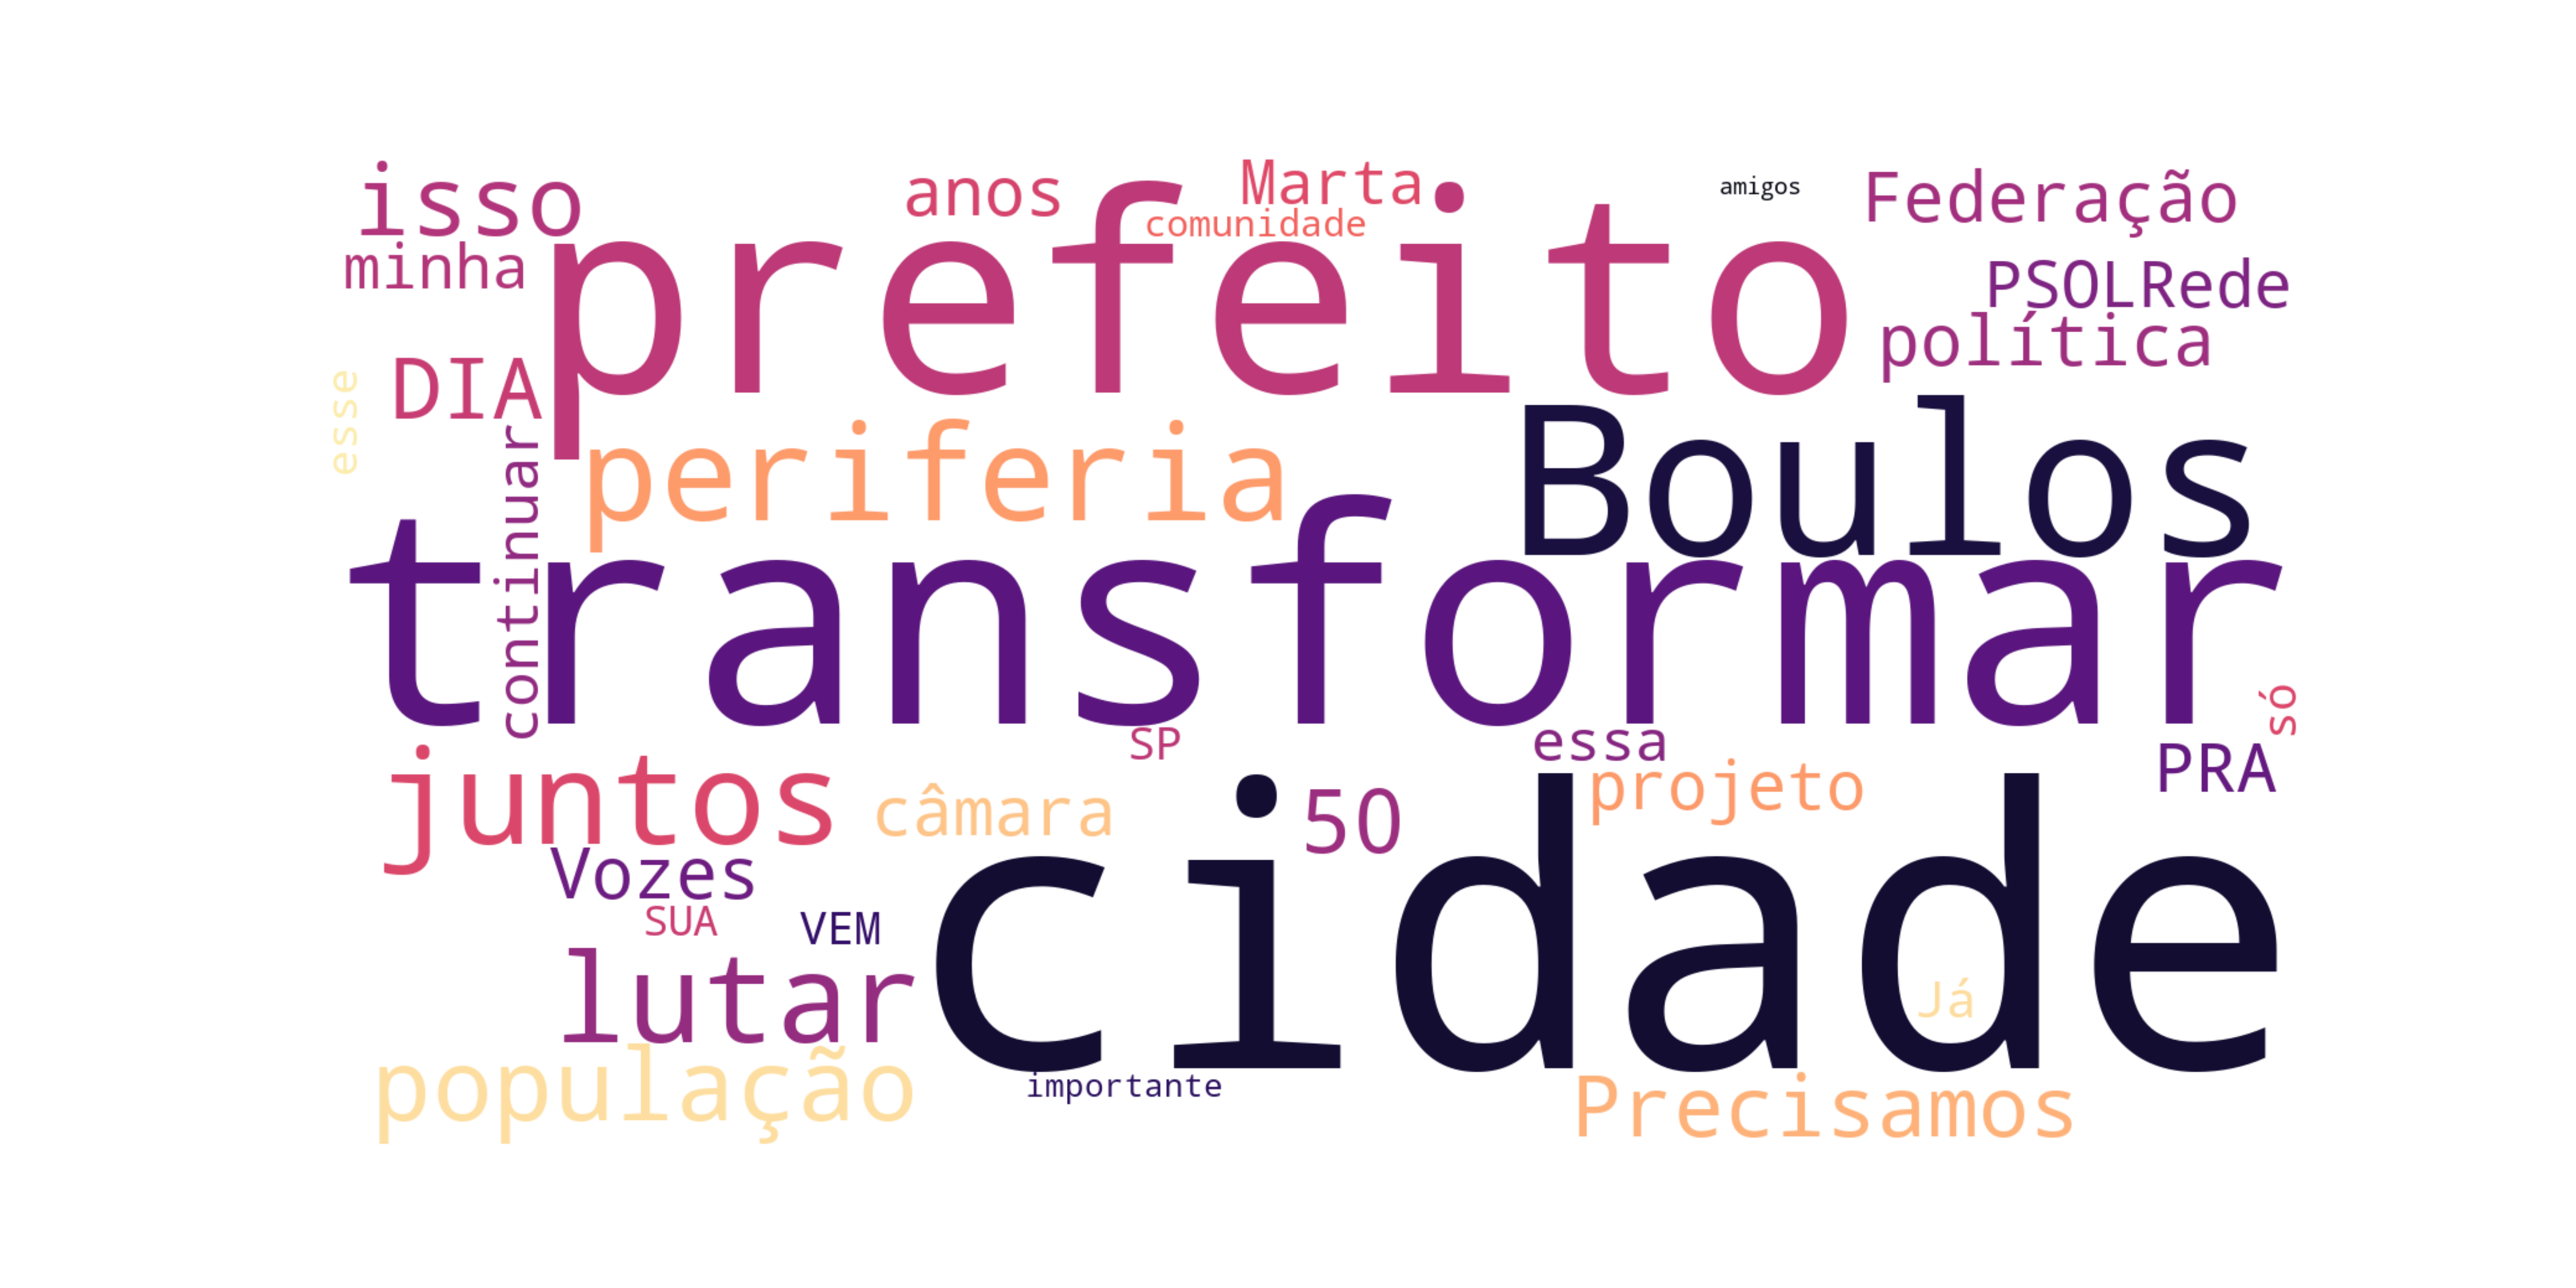 isso
anos
Marta
amigos
Federação
comunidade
minha
prefeito
PSOLRede
política
DIA
esse
continuar
periferia
Boulos
transformar
só
SP
essa
PRA
juntos
câmara
50
projeto
Vozes
SUA
VEM
cidade
lutar
Já
população
importante
Precisamos